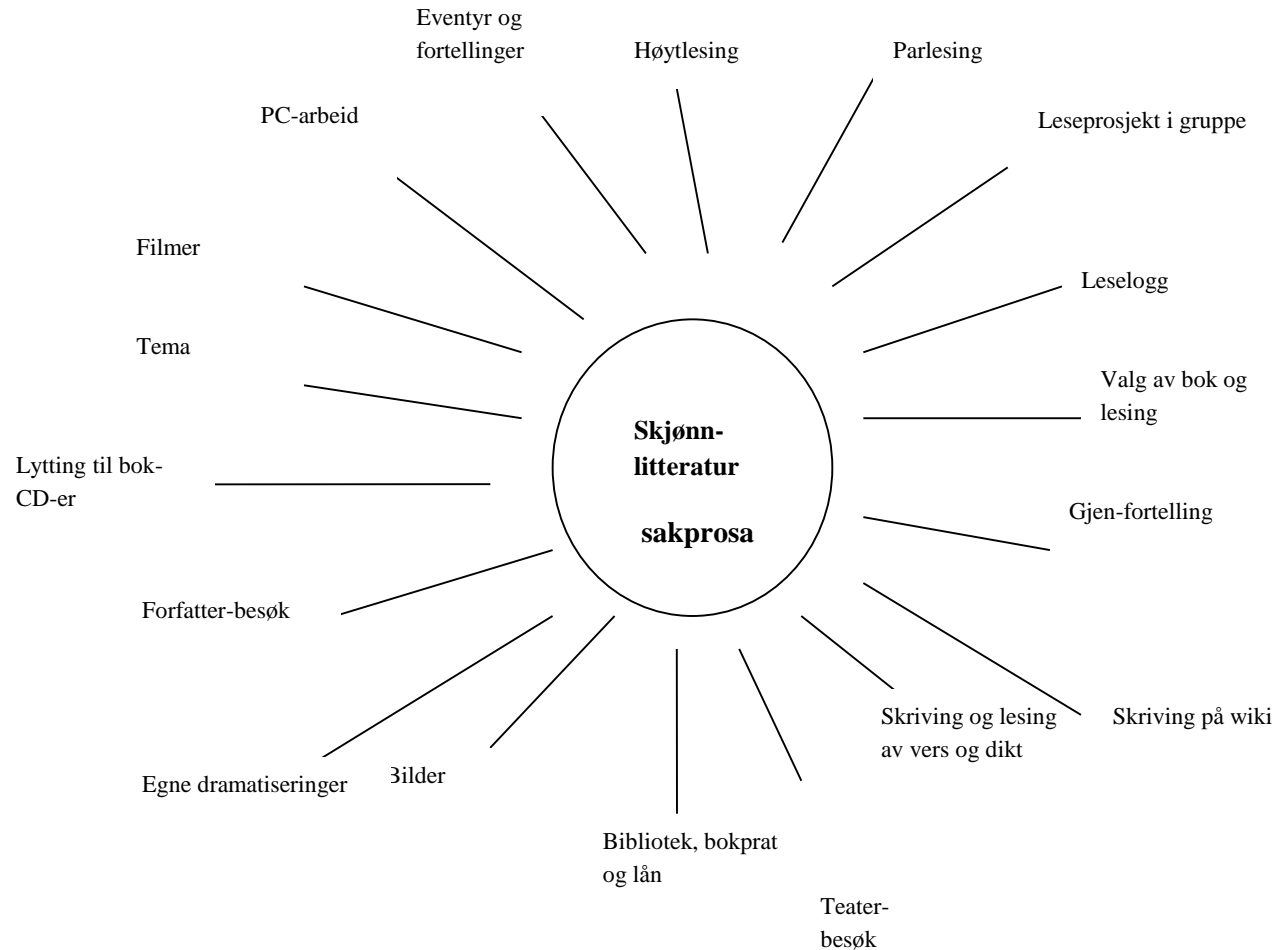 Eventyr og
fortellinger
Høytlesing
Parlesing
PC-arbeid
Leseprosjekt i gruppe
Filmer
Leselogg
Tema
Valg av bok og
lesing
Skjønn-
litteratur
sakprosa
Lytting til bok-
CD-er
Gjen-fortelling
Forfatter-besøk
Skriving og lesing
av vers og dikt
Skriving på wiki
Egne dramatiseringer
Bilder
Bibliotek, bokprat
og lån
Teater-
besøk